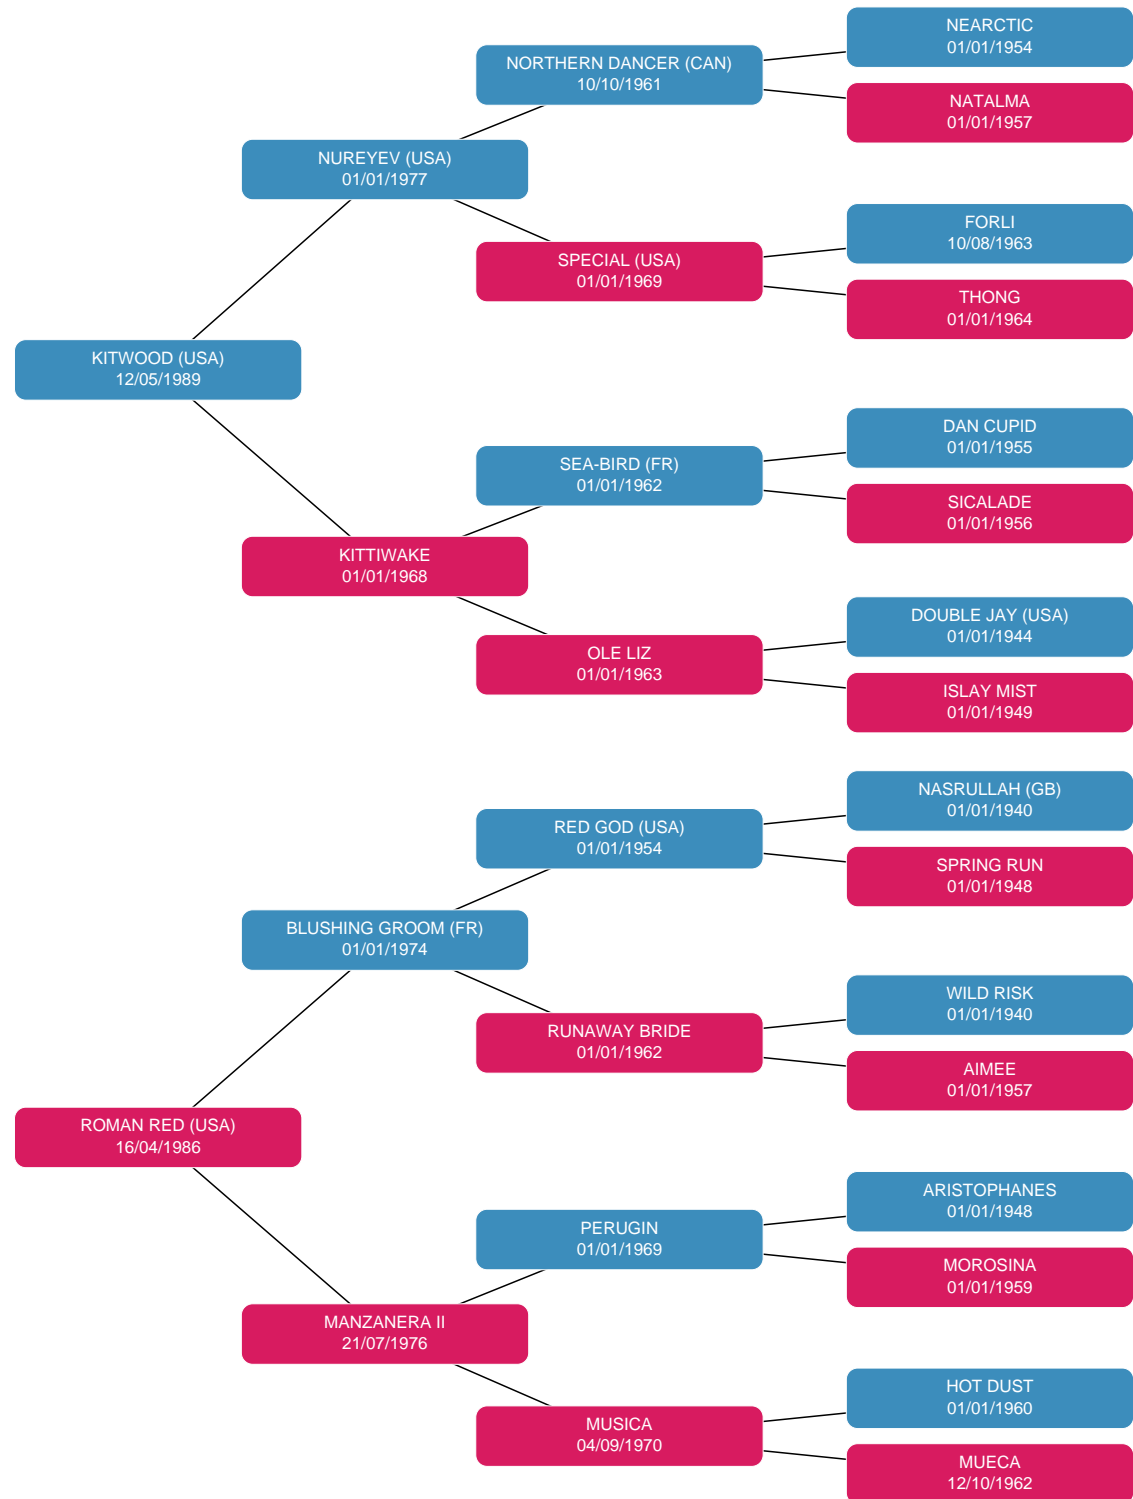 NEARCTIC
01/01/1954
NORTHERN DANCER (CAN)
10/10/1961
NATALMA
01/01/1957
NUREYEV (USA)
01/01/1977
FORLI
10/08/1963
SPECIAL (USA)
01/01/1969
THONG
01/01/1964
KITWOOD (USA)
12/05/1989
DAN CUPID
01/01/1955
SEA-BIRD (FR)
01/01/1962
SICALADE
01/01/1956
KITTIWAKE
01/01/1968
DOUBLE JAY (USA)
01/01/1944
OLE LIZ
01/01/1963
ISLAY MIST
01/01/1949
NASRULLAH (GB)
01/01/1940
RED GOD (USA)
01/01/1954
SPRING RUN
01/01/1948
BLUSHING GROOM (FR)
01/01/1974
WILD RISK
01/01/1940
RUNAWAY BRIDE
01/01/1962
AIMEE
01/01/1957
ROMAN RED (USA)
16/04/1986
ARISTOPHANES
01/01/1948
PERUGIN
01/01/1969
MOROSINA
01/01/1959
MANZANERA II
21/07/1976
HOT DUST
01/01/1960
MUSICA
04/09/1970
MUECA
12/10/1962